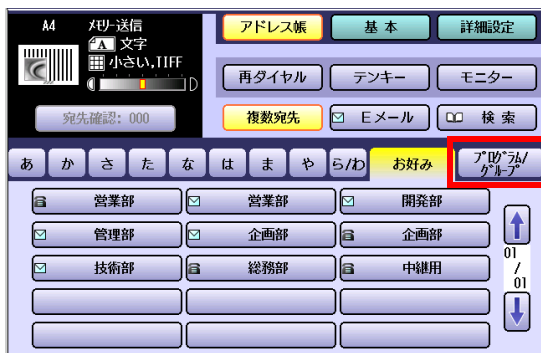 A4 メモリー送信 アドレス帳 基本 詳細設定
A 文字
小さい,TIFF
D
再ダイヤル テンキー モニター
宛先確認: 000 複数宛先 Eメール 検索
あ か さ た な は ま や ら/わ お好み プログラム/
グループ
営業部 営業部 開発部
管理部 企画部 企画部
技術部 総務部 中継用
01
/
01